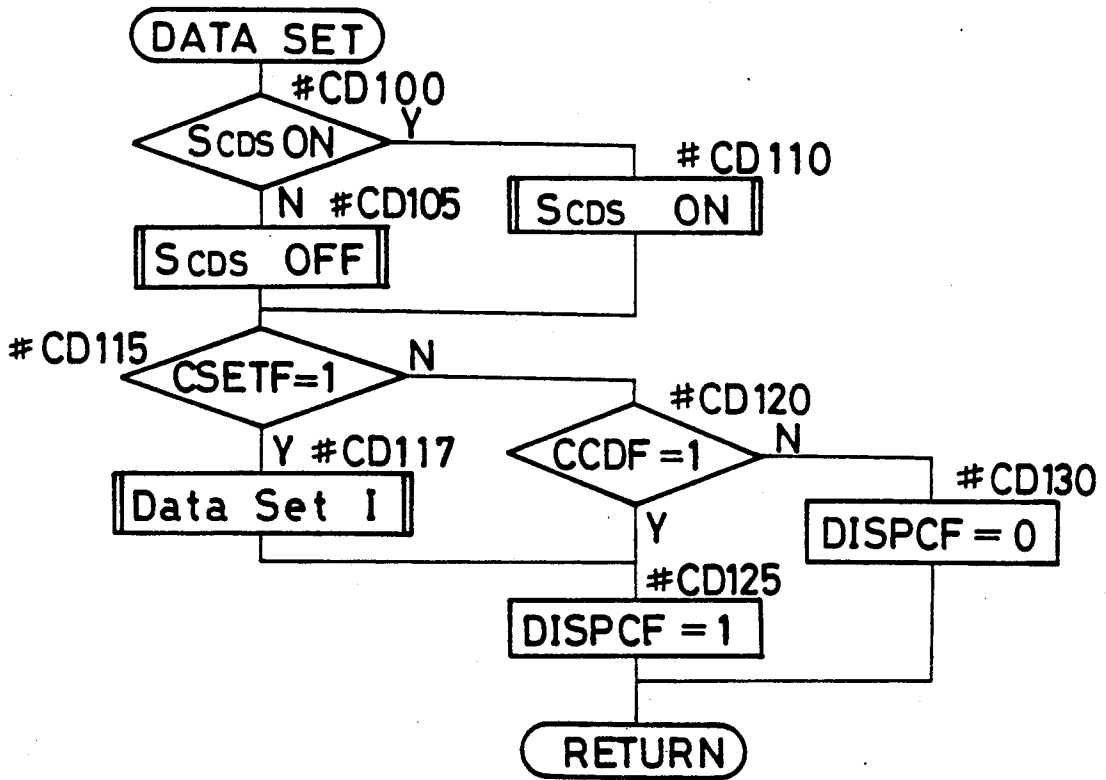 DATA SET
#CD100
SCDS ON
Y
#CD110
N #CD105
SCDS ON
SCDS OFF
#CD115
CSETF=1
N
#CD120
Y #CD117
CCDF=1
N
#CD130
Data Set I
Y
DISPCF=0
#CD125
DISPCF=1
RETURN